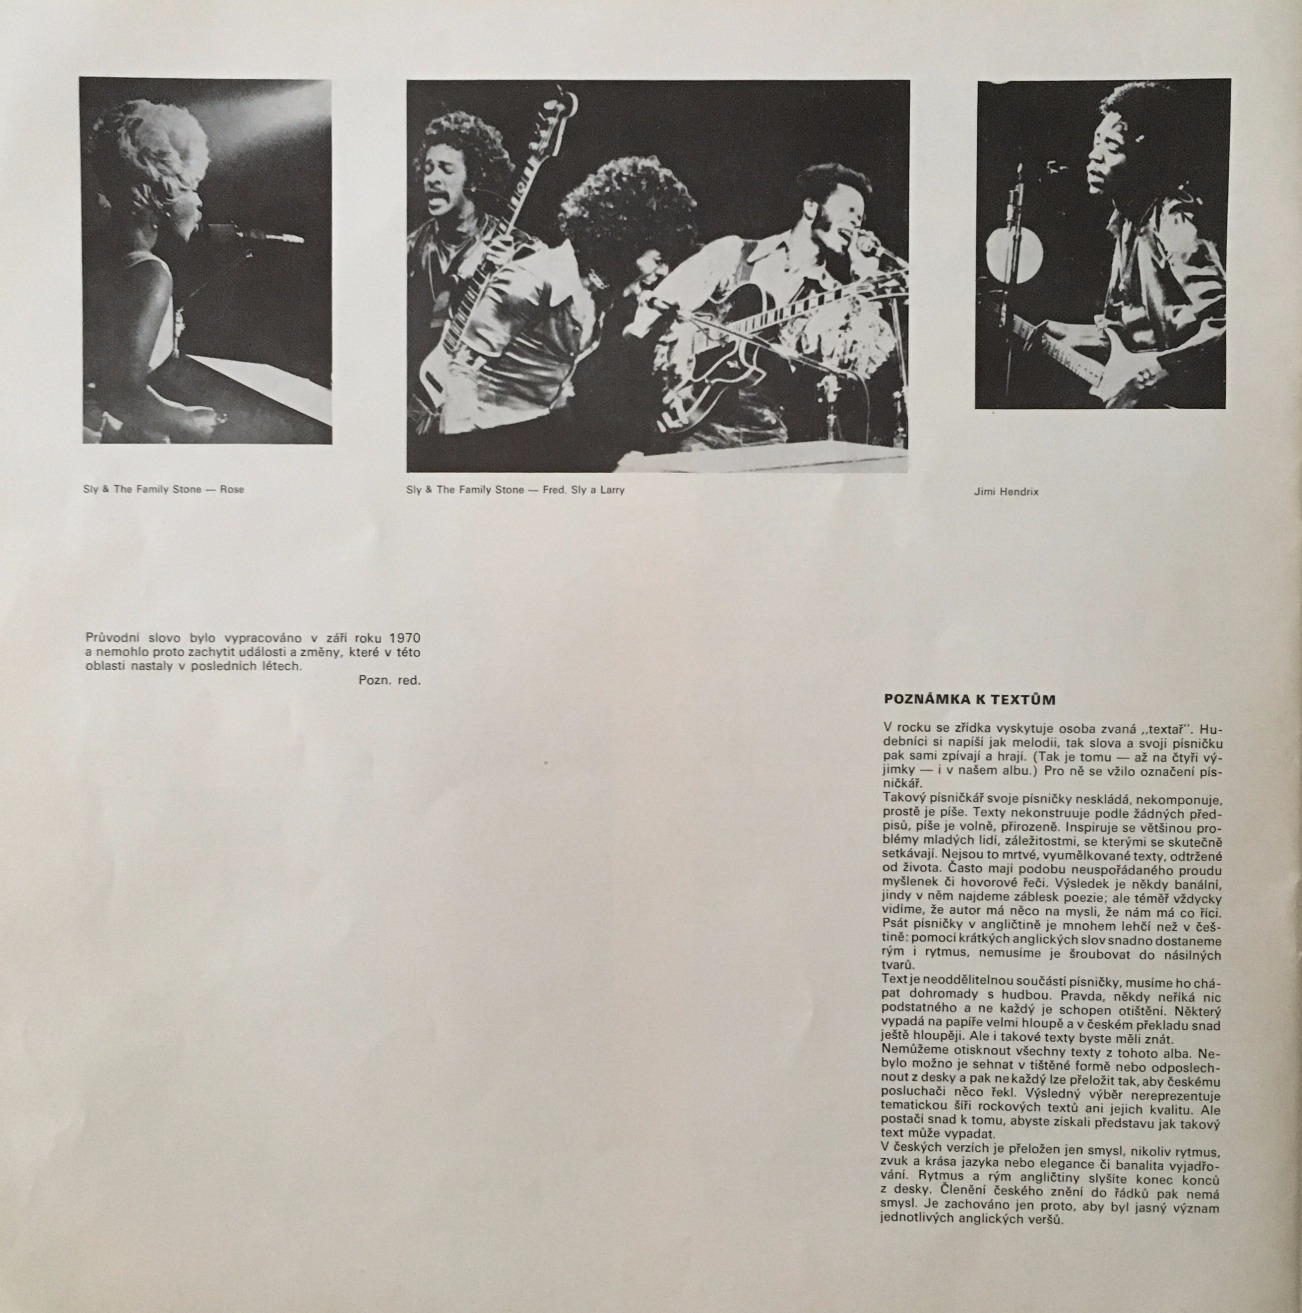 Sly & The Family Stone — Rose
Sly & The Family Stone — Fred, Sly a Larry
Jimi Hendrix
Průvodní slovo bylo vypracováno v září roku 1970
a nemohlo proto zachytit události a změny, které v této
oblasti nastaly v posledních létech.
Pozn. red.
POZNÁMKA K TEXTŮM
V rocku se zřídka vyskytuje osoba zvaná „textař“. Hu-
debníci si napíší jak melodii, tak slova a svoji písničku
pak sami zpívají a hrají. (Tak je tomu — až na čtyři vý-
jimky — i v našem albu.) Pro ně se vžilo označení pís-
ničkář.
Takový písničkář svoje písničky neskládá, nekomponuje,
prostě je píše. Texty nekonstruuje podle žádných před-
pisů, píše je volně, přirozeně. Inspiruje se většinou pro-
blémy mladých lidí, záležitostmi, se kterými se skutečně
setkávají. Nejsou to mrtvé, vyumělkované texty, odtržené
od života. Často mají podobu neuspořádaného proudu
myšlenek či hovorové řeči. Výsledek je někdy banální,
jindy v něm najdeme záblesk poezie; ale téměř vždycky
vidíme, že autor má něco na mysli, že nám má co říci.
Psát písničky v angličtině je mnohem lehčí než v češ-
tině: pomocí krátkých anglických slov snadno dostaneme
rým i rytmus, nemusíme je šroubovat do násilných
tvarů.
Text je neoddělitelnou součástí písničky, musíme ho chá-
pat dohromady s hudbou. Pravda, někdy neříká nic
podstatného a ne každý je schopen otištění. Některý
vypadá na papíře velmi hloupě a v českém překladu snad
ještě hloupěji. Ale i takové texty byste měli znát.
Nemůžeme otisknout všechny texty z tohoto alba. Ne-
bylo možno je sehnat v tištěné formě nebo odposlech-
nout z desky a pak ne každý lze přeložit tak, aby českému
posluchači něco řekl. Výsledný výběr nereprezentuje
tematickou šíři rockových textů ani jejich kvalitu. Ale
postačí snad k tomu, abyste získali představu jak takový
text může vypadat.
V českých verzích je přeložen jen smysl, nikoliv rytmus,
zvuk a krása jazyka nebo elegance či banalita vyjadřo-
vání. Rytmus a rým angličtiny slyšíte konec konců
z desky. Členění českého znění do řádků pak nemá
smysl. Je zachováno jen proto, aby byl jasný význam
jednotlivých anglických veršů.